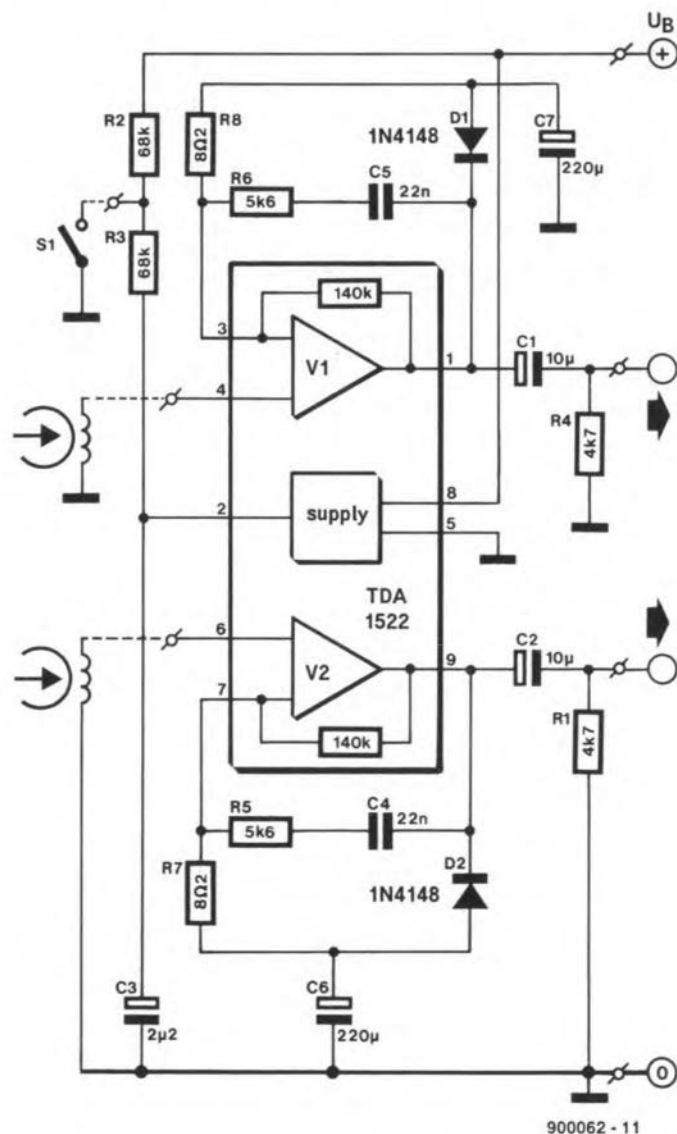 UB
+
R2
68k
R8
8Ω2
D1
1N4148
C7
220µ
R6
5k6
C5
22n
S1
R3
68k
140k
3
V1
1
C1
10µ
4
R4
4k7
8
2
supply
5
TDA
1522
6
C2
10µ
V2
9
7
R1
4k7
140k
R5
5k6
C4
22n
R7
8Ω2
D2
1N4148
C3
2µ2
C6
220µ
0
900062 - 11